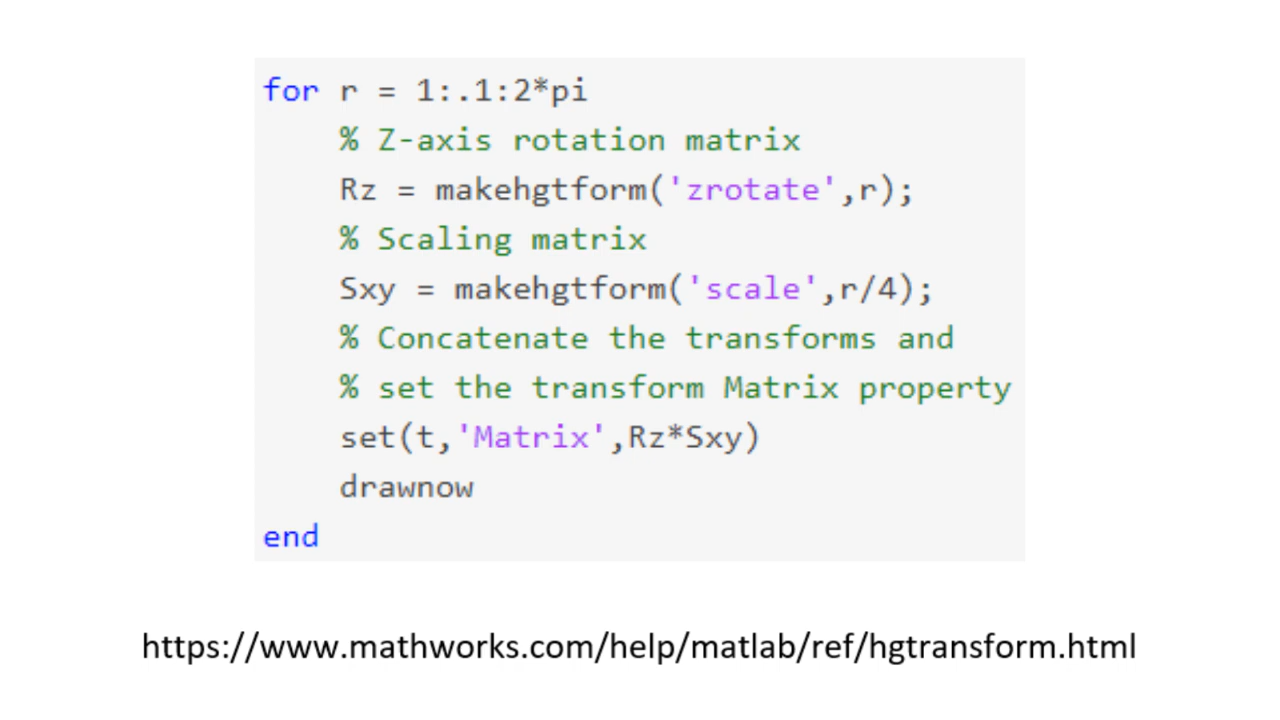 for r = 1:.1:2*pi
    % Z-axis rotation matrix
    Rz = makehgtform('zrotate',r);
    % Scaling matrix
    Sxy = makehgtform('scale',r/4);
    % Concatenate the transforms and
    % set the transform Matrix property
    set(t,'Matrix',Rz*Sxy)
    drawnow
end
https://www.mathworks.com/help/matlab/ref/hgtransform.html